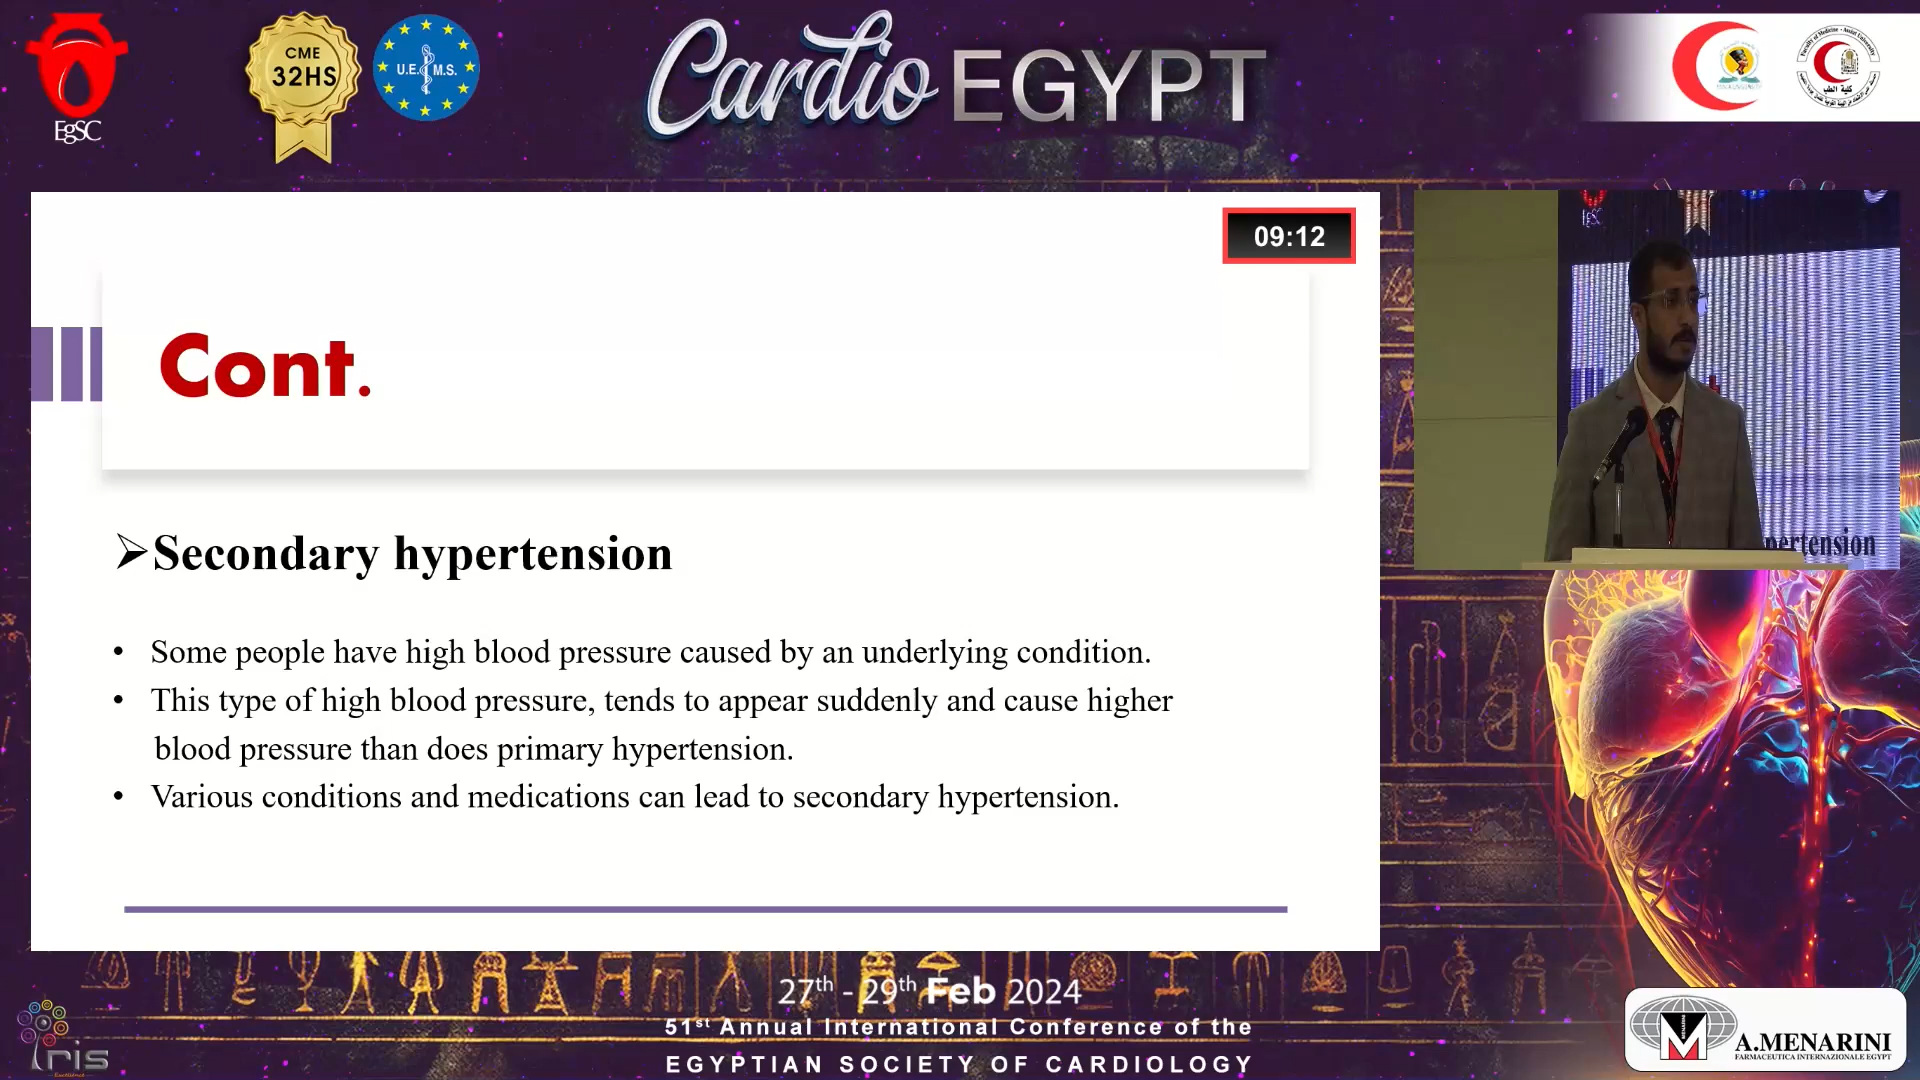 EgSC
CME
32HS
U.E. M.S.
Cardio EGYPT
كلية الطب
09:12
Cont.
➢Secondary hypertension
• Some people have high blood pressure caused by an underlying condition.
• This type of high blood pressure, tends to appear suddenly and cause higher
blood pressure than does primary hypertension.
• Various conditions and medications can lead to secondary hypertension.
pertension
27th - 29th Feb 2024
51st Annual International Conference of the
EGYPTIAN SOCIETY OF CARDIOLOGY
Iris
A.MENARINI
FARMACEUTICA INTERNAZIONALE EGYPT